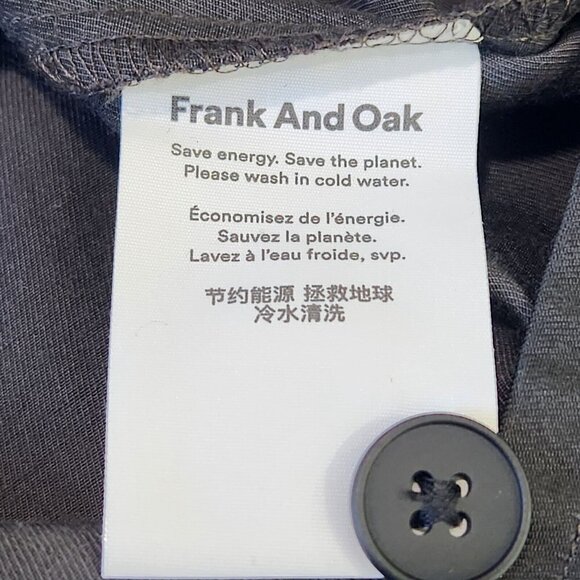 Frank And Oak
Save energy. Save the planet.
Please wash in cold water.
Économisez de l'énergie.
Sauvez la planète.
Lavez à l'eau froide, svp.
节约能源 拯救地球
冷水清洗